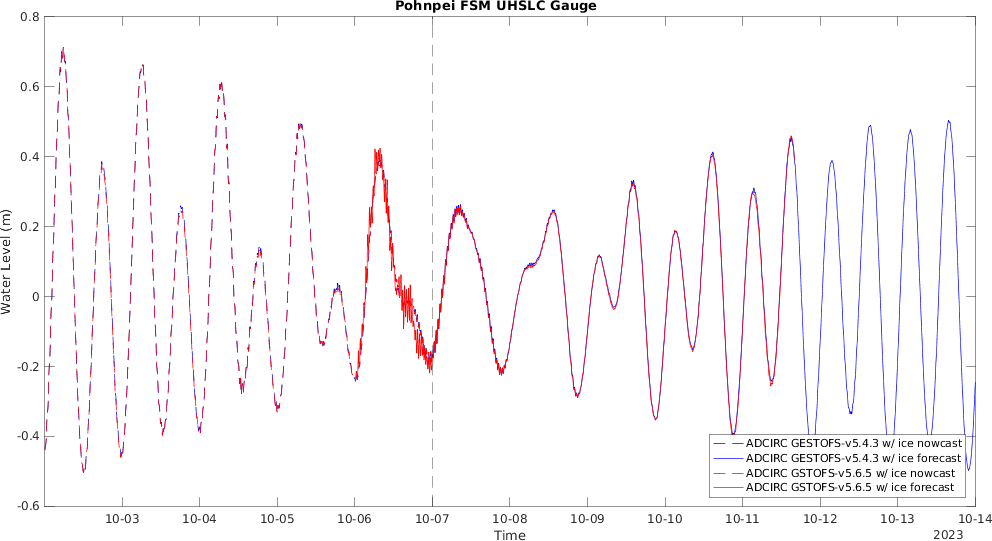 Pohnpei FSM UHSLC Gauge
0.8
0.6
0.4
0.2
0
-0.2
-0.4
-0.6
Water Level (m)
ADCIRC GESTOFS-v5.4.3 w/ ice nowcast
ADCIRC GESTOFS-v5.4.3 w/ ice forecast
ADCIRC GSTOFS-v5.6.5 w/ ice nowcast
ADCIRC GSTOFS-v5.6.5 w/ ice forecast
10-03 10-04 10-05 10-06 10-07 10-08 10-09 10-10 10-11 10-12 10-13 10-14
Time
2023